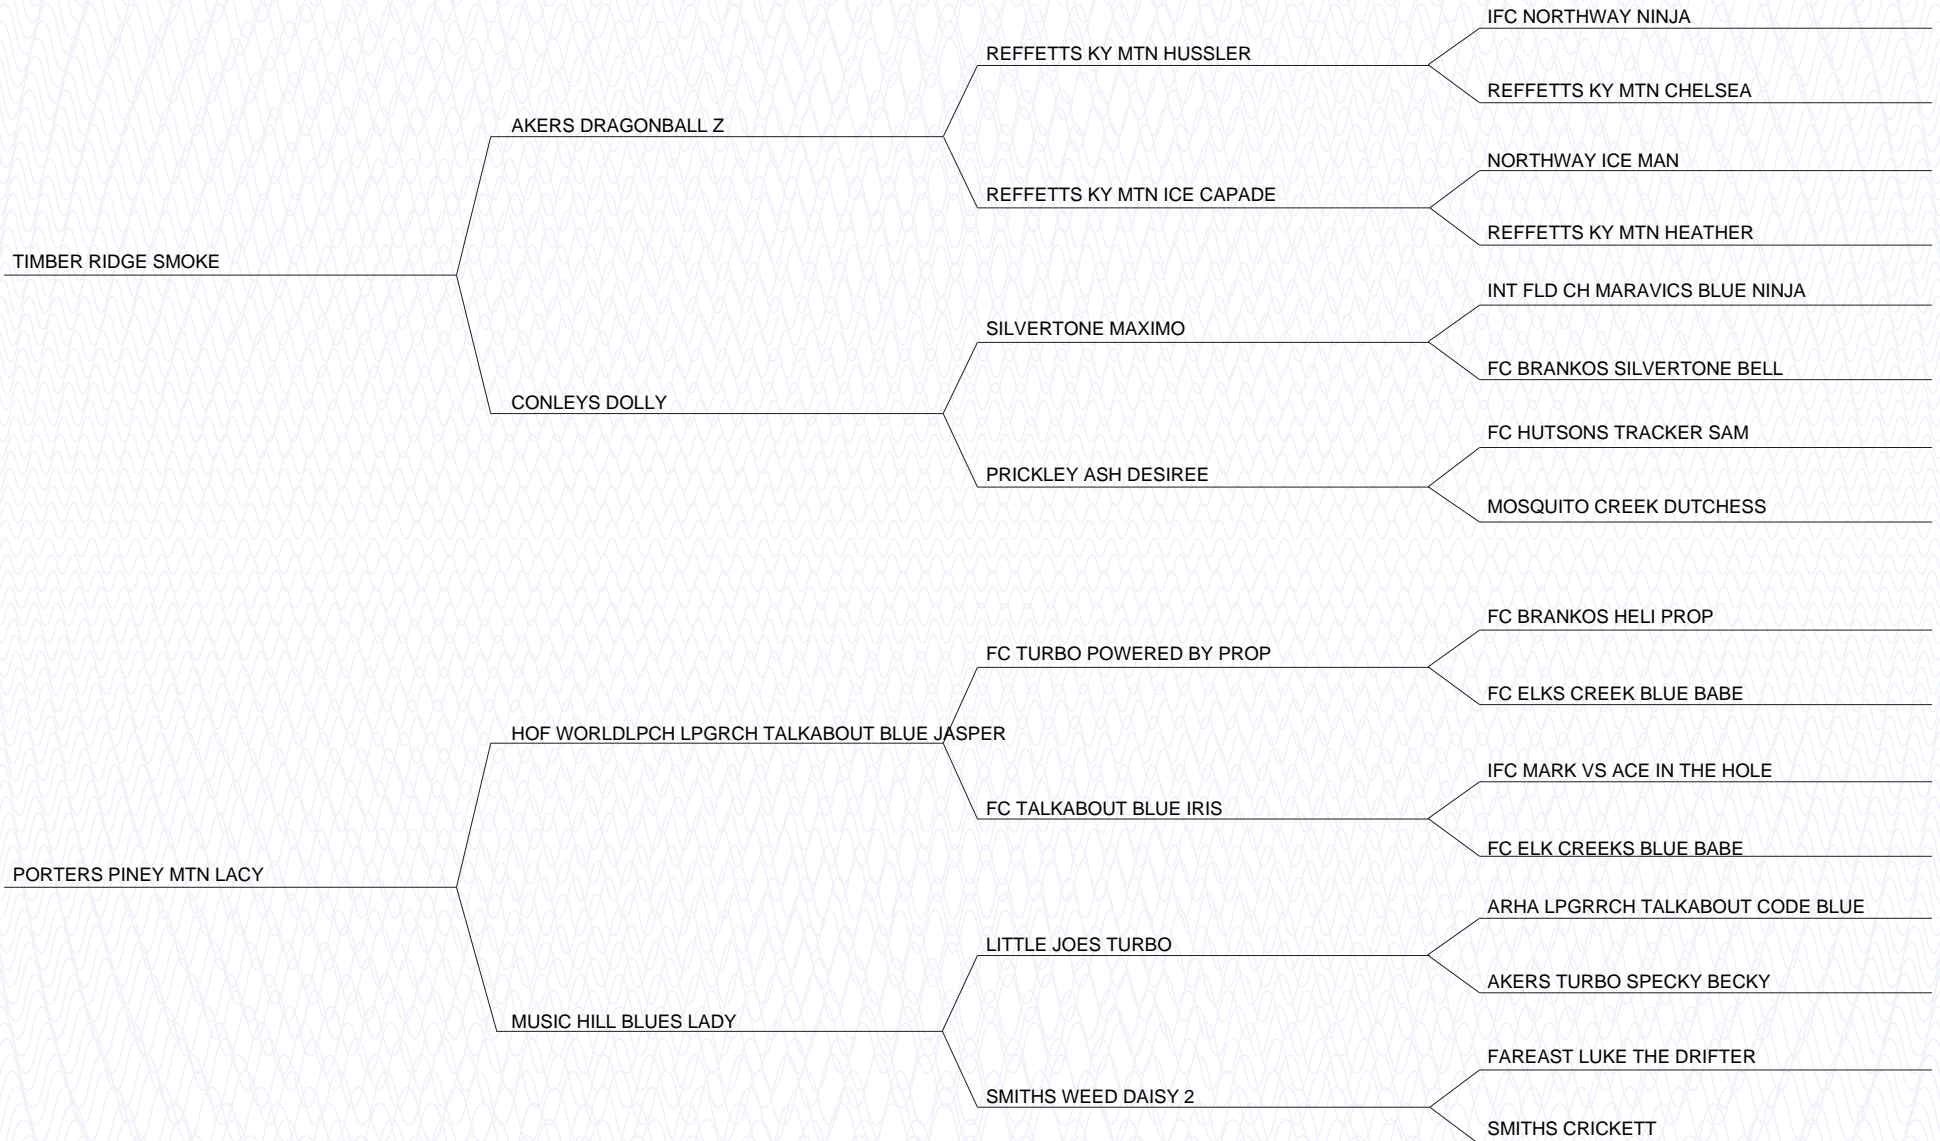 IFC NORTHWAY NINJA
REFFETTS KY MTN HUSSLER
REFFETTS KY MTN CHELSEA
AKERS DRAGONBALL Z
NORTHWAY ICE MAN
REFFETTS KY MTN ICE CAPADE
REFFETTS KY MTN HEATHER
TIMBER RIDGE SMOKE
INT FLD CH MARAVICS BLUE NINJA
SILVERTONE MAXIMO
FC BRANKOS SILVERTONE BELL
CONLEYS DOLLY
FC HUTSONS TRACKER SAM
PRICKLEY ASH DESIREE
MOSQUITO CREEK DUTCHESS
FC BRANKOS HELI PROP
FC TURBO POWERED BY PROP
FC ELKS CREEK BLUE BABE
HOF WORLDLPCH LPGRCH TALKABOUT BLUE JASPER
IFC MARK VS ACE IN THE HOLE
FC TALKABOUT BLUE IRIS
FC ELK CREEKS BLUE BABE
PORTERS PINEY MTN LACY
ARHA LPGRRCH TALKABOUT CODE BLUE
LITTLE JOES TURBO
AKERS TURBO SPECKY BECKY
MUSIC HILL BLUES LADY
FAREAST LUKE THE DRIFTER
SMITHS WEED DAISY 2
SMITHS CRICKETT